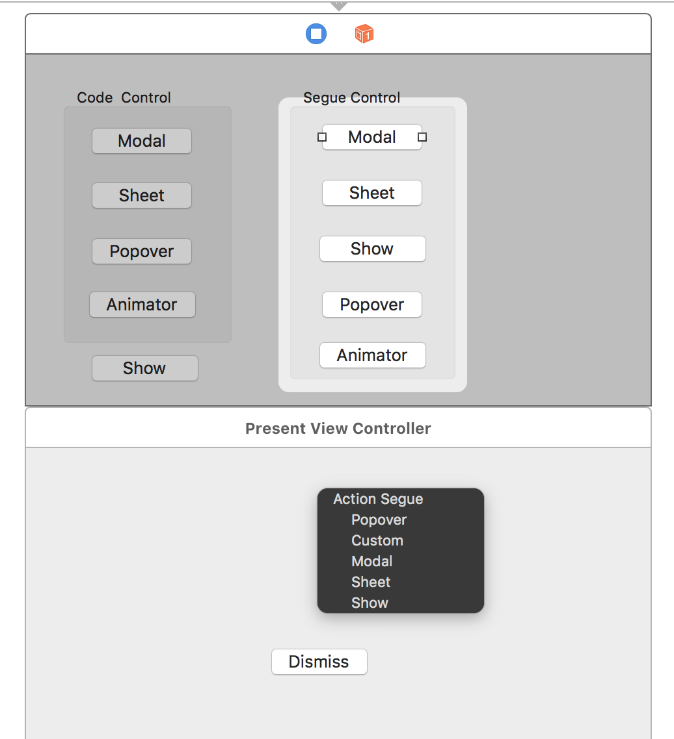 Code  Control
Modal
Sheet
Popover
Animator
Show
Segue Control
Modal
Sheet
Show
Popover
Animator
Present View Controller
Action Segue
Popover
Custom
Modal
Sheet
Show
Dismiss